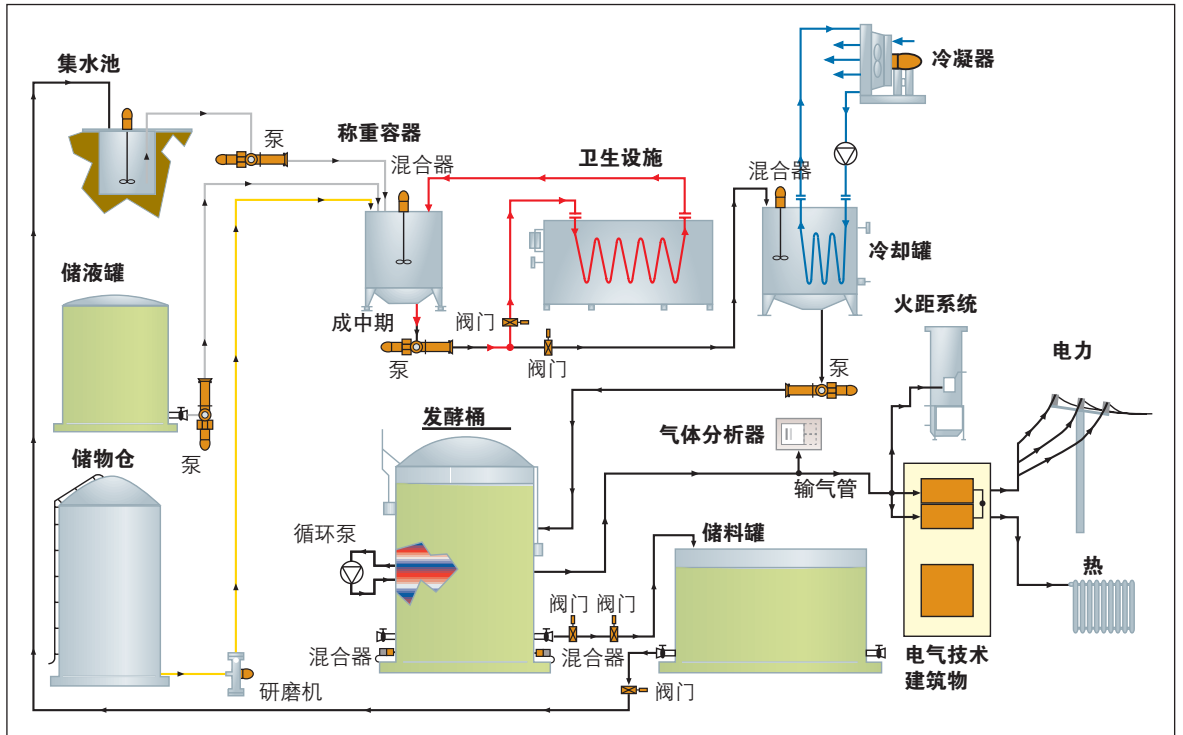 集水池
泵
称重容器
混合器
卫生设施
混合器
冷凝器
冷却罐
储液罐
成中期
阀门
泵
阀门
泵
火距系统
电力
泵
发酵桶
气体分析器
输气管
储物仓
循环泵
储料罐
热
阀门
阀门
混合器
混合器
研磨机
阀门
电气技术
建筑物